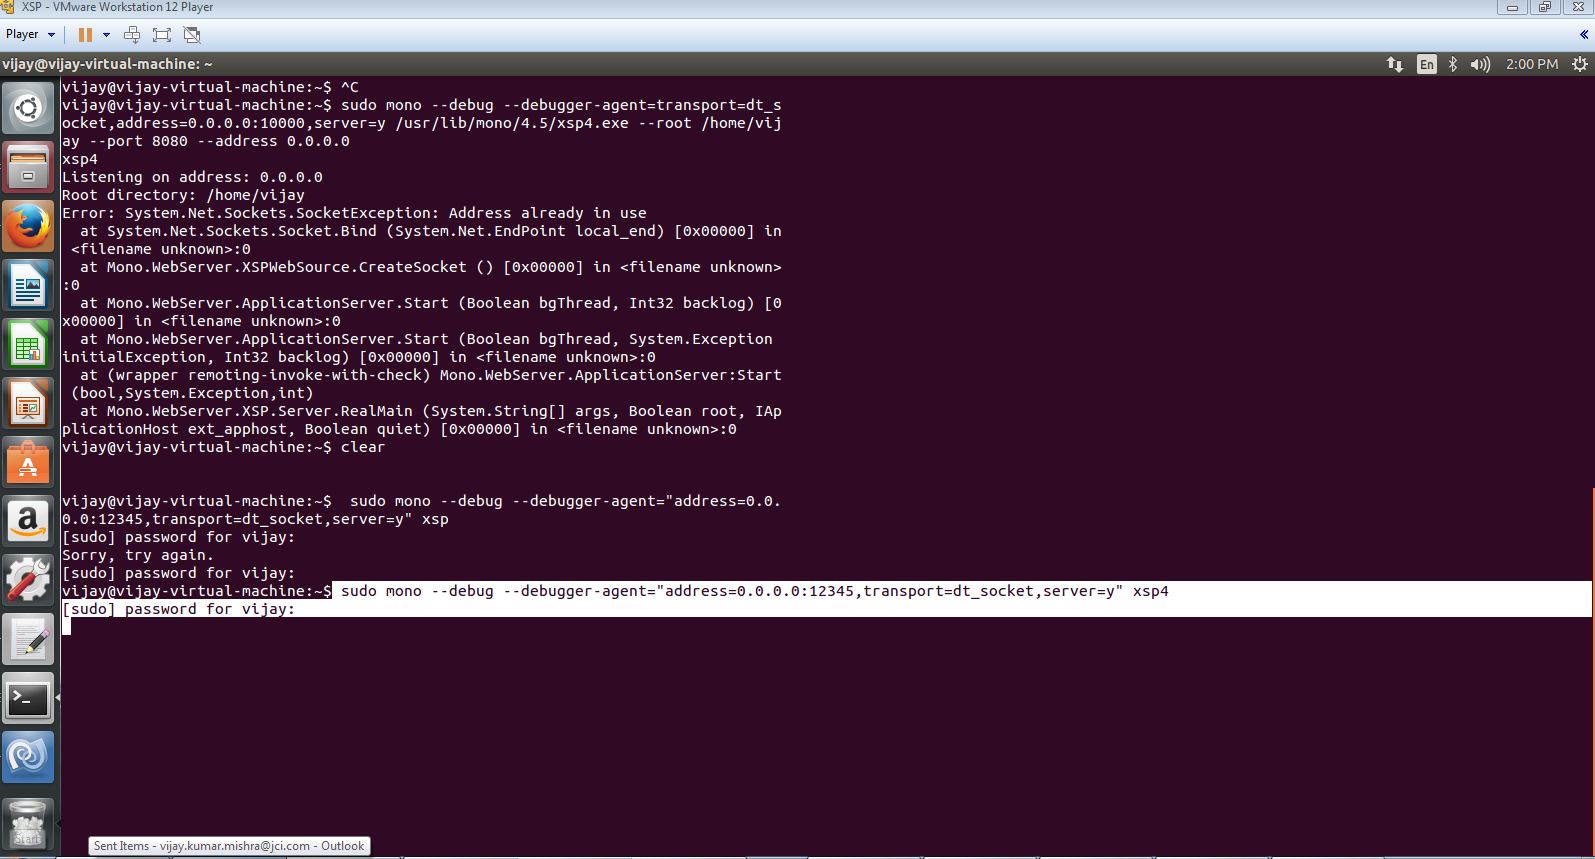 XSP - VMware Workstation 12 Player
Player
vijay@vijay-virtual-machine: ~
En
2:00 PM
vijay@vijay-virtual-machine:~$ ^C
vijay@vijay-virtual-machine:~$ sudo mono --debug --debugger-agent=transport=dt_s
ocket,address=0.0.0.0:10000,server=y /usr/lib/mono/4.5/xsp4.exe --root /home/vij
ay --port 8080 --address 0.0.0.0
xsp4
Listening on address: 0.0.0.0
Root directory: /home/vijay
Error: System.Net.Sockets.SocketException: Address already in use
  at System.Net.Sockets.Socket.Bind (System.Net.EndPoint local_end) [0x00000] in
 <filename unknown>:0
  at Mono.WebServer.XSPWebSource.CreateSocket () [0x00000] in <filename unknown>
:0
  at Mono.WebServer.ApplicationServer.Start (Boolean bgThread, Int32 backlog) [0
x00000] in <filename unknown>:0
  at Mono.WebServer.ApplicationServer.Start (Boolean bgThread, System.Exception
initialException, Int32 backlog) [0x00000] in <filename unknown>:0
  at (wrapper remoting-invoke-with-check) Mono.WebServer.ApplicationServer:Start
 (bool,System.Exception,int)
  at Mono.WebServer.XSP.Server.RealMain (System.String[] args, Boolean root, IAp
plicationHost ext_apphost, Boolean quiet) [0x00000] in <filename unknown>:0
vijay@vijay-virtual-machine:~$ clear
vijay@vijay-virtual-machine:~$  sudo mono --debug --debugger-agent="address=0.0.
0.0:12345,transport=dt_socket,server=y" xsp
[sudo] password for vijay:
Sorry, try again.
[sudo] password for vijay:
vijay@vijay-virtual-machine:~$ sudo mono --debug --debugger-agent="address=0.0.0.0:12345,transport=dt_socket,server=y" xsp4
[sudo] password for vijay:
Start
Sent Items - vijay.kumar.mishra@jci.com - Outlook